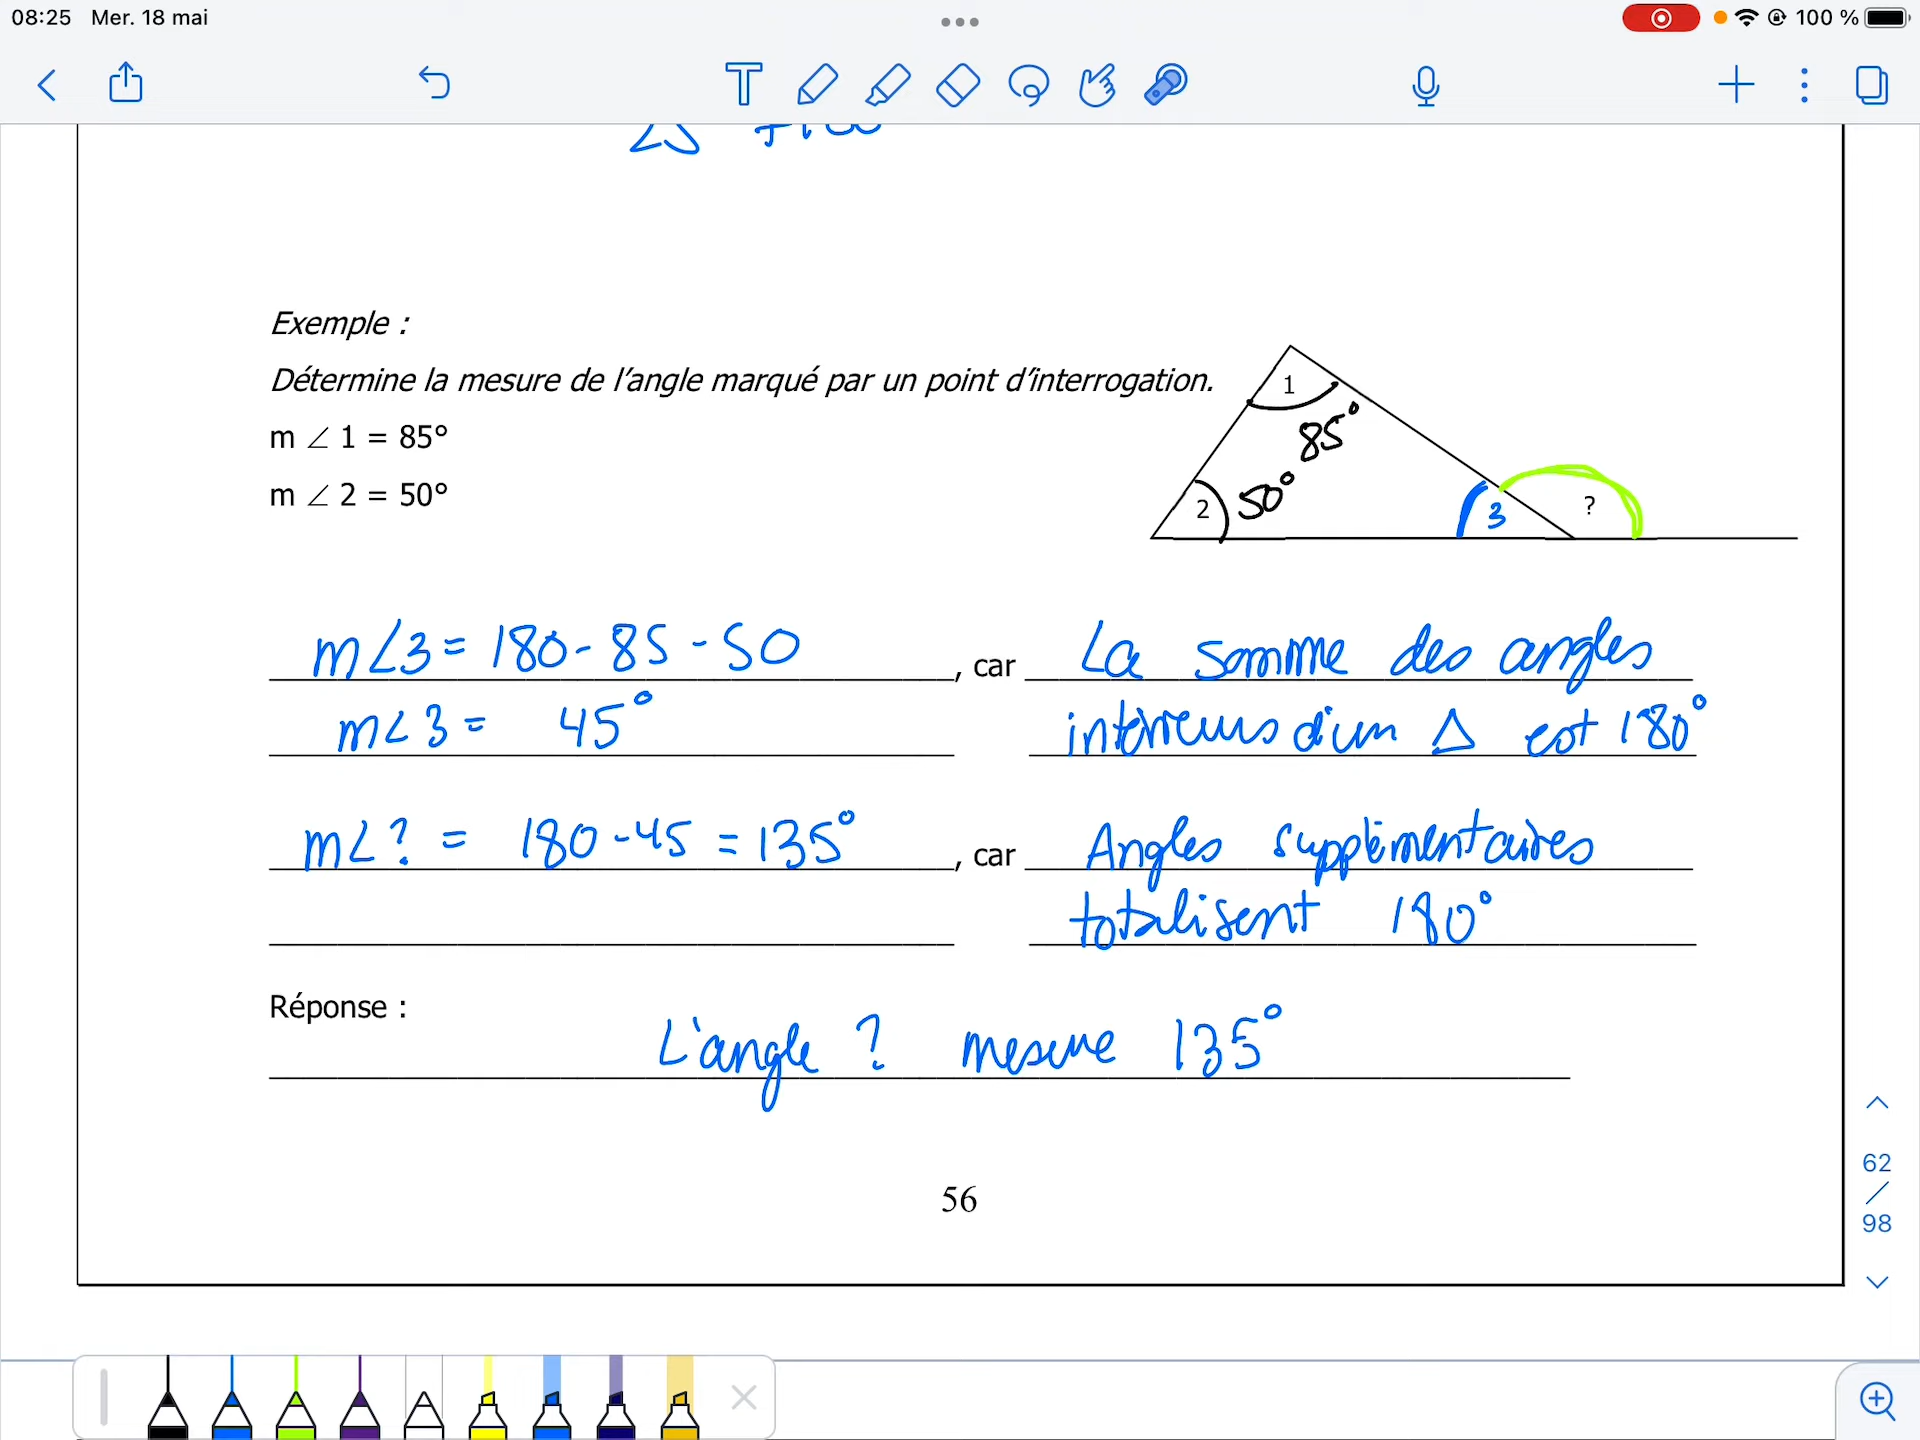 08:25 Mer. 18 mai
100 %
Exemple :
Détermine la mesure de l'angle marqué par un point d'interrogation.
m ∠ 1 = 85°
m ∠ 2 = 50°
1
85°
2
50°
3
?
m∠3 = 180 - 85 - 50
, car
La somme des angles
m∠3 = 45°
intérieurs d'un Δ est 180°
m∠? = 180 - 45 = 135°
, car
Angles supplémentaires
totalisent 180°
Réponse :
L'angle ? mesure 135°
56
62
/
98